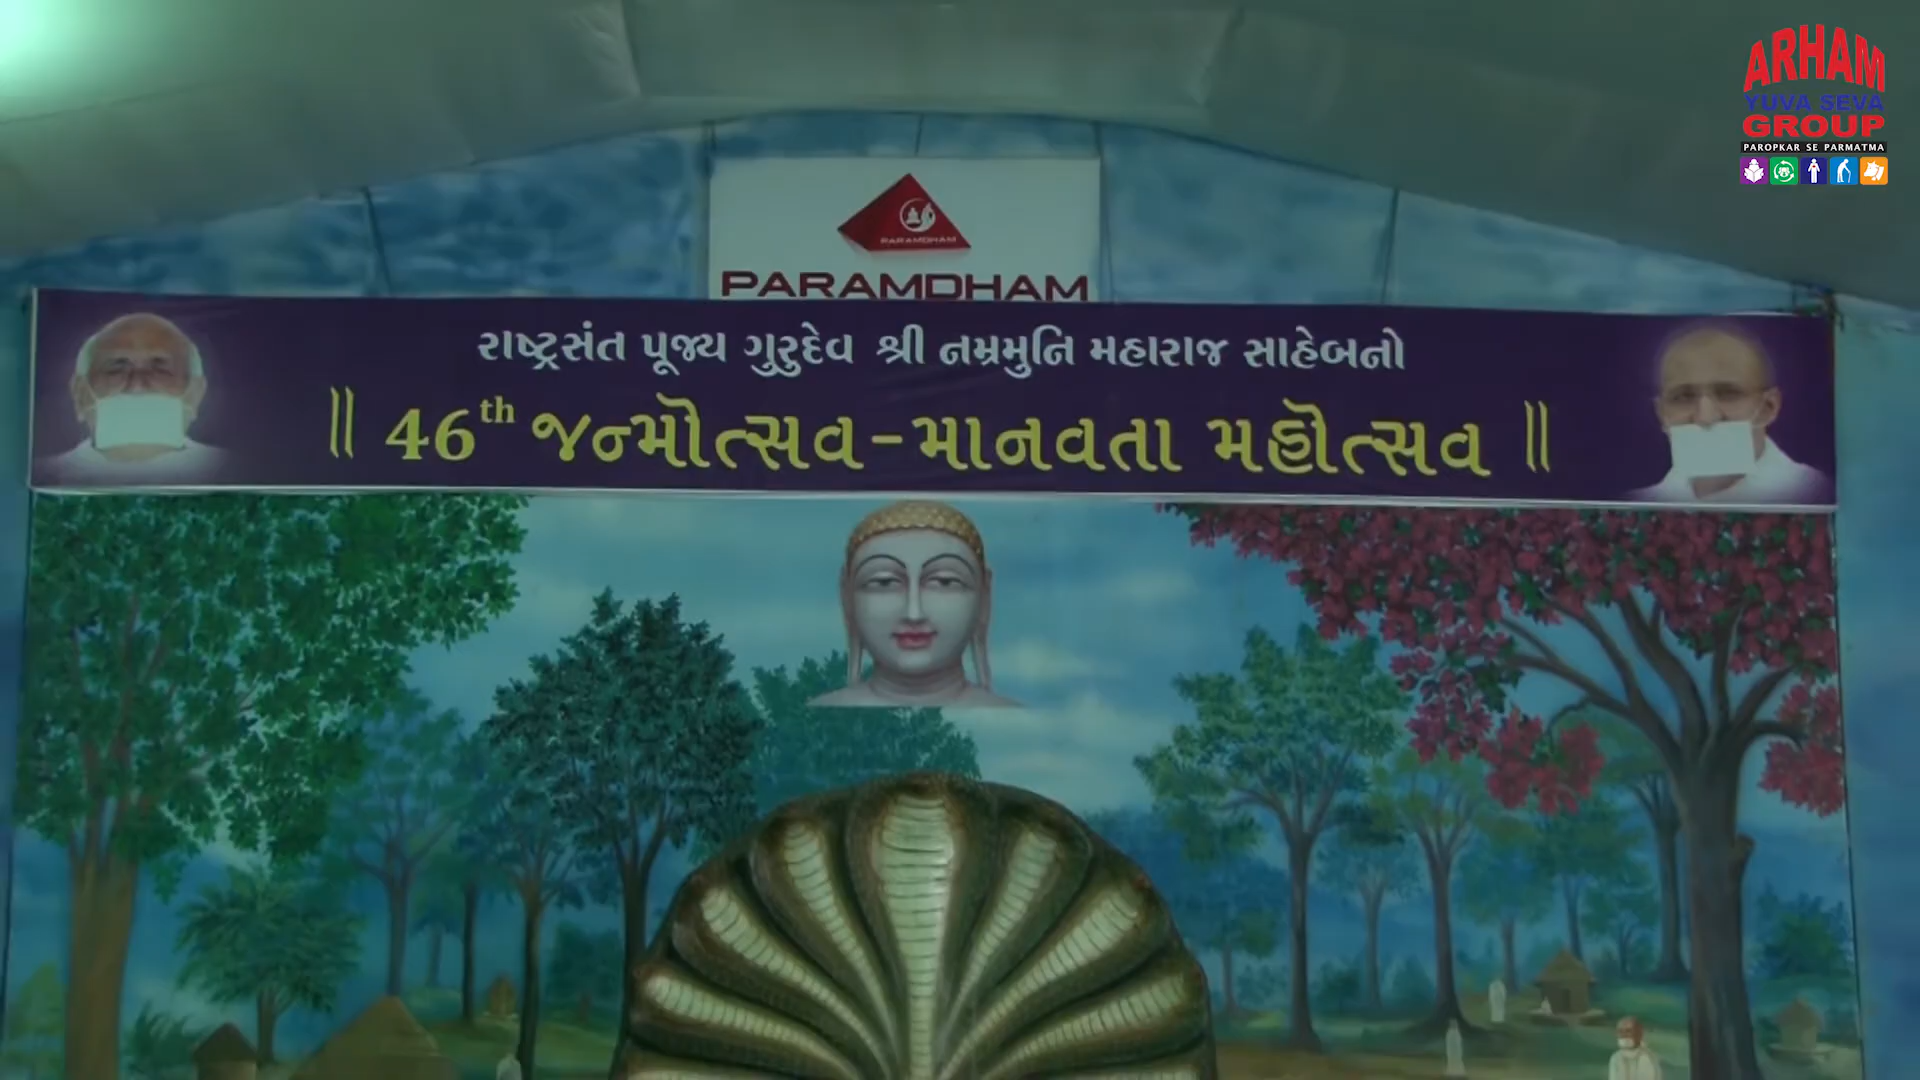 ARHAM
YUVA SEVA
GROUP
PAROPKAR SE PARMATMA
PARAMDHAM
PARAMDHAM
રાષ્ટ્રસંત પૂજ્ય ગુરુદેવ શ્રી નમ્રમુનિ મહારાજ સાહેબનો
॥ 46th જન્મોત્સવ - માનવતા મહોત્સવ ॥